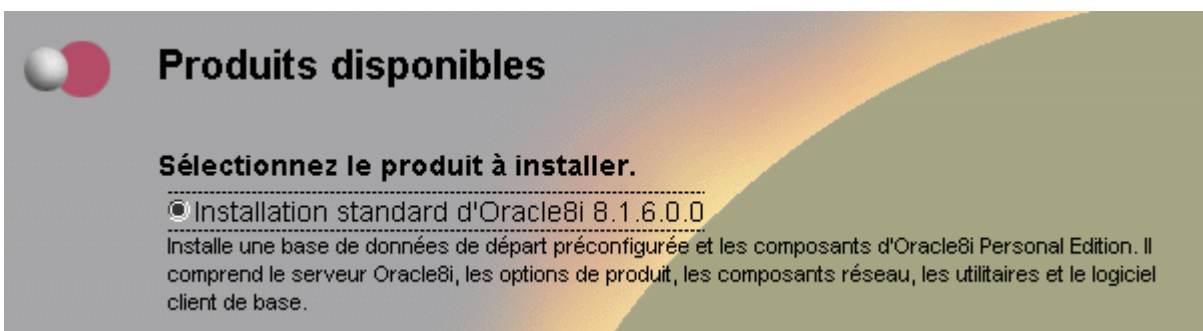 Produits disponibles
Sélectionnez le produit à installer.
Installation standard d'Oracle8i 8.1.6.0.0
Installe une base de données de départ préconfigurée et les composants d'Oracle8i Personal Edition. Il
comprend le serveur Oracle8i, les options de produit, les composants réseau, les utilitaires et le logiciel
client de base.